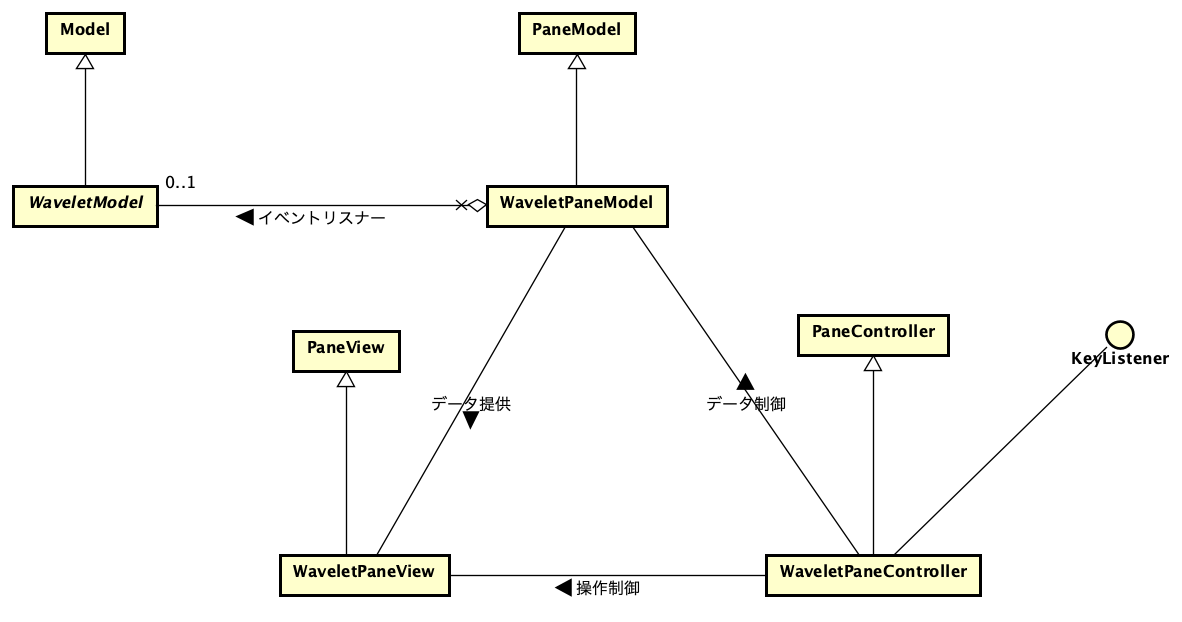 Model
PaneModel
0..1
WaveletModel
WaveletPaneModel
イベントリスナー
PaneController
PaneView
KeyListener
データ提供
データ制御
WaveletPaneView
WaveletPaneController
操作制御